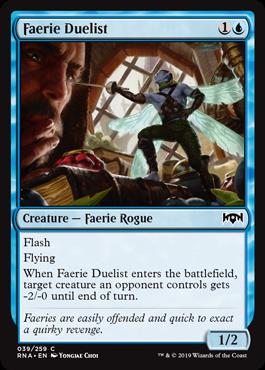 Faerie Duelist 1
Creature — Faerie Rogue
Flash
Flying
When Faerie Duelist enters the battlefield,
target creature an opponent controls gets
-2/-0 until end of turn.
Faeries are easily offended and quick to exact
a quirky revenge.
1/2
039/259 C
RNA • EN YONGJAE CHOI
™ & © 2019 Wizards of the Coast